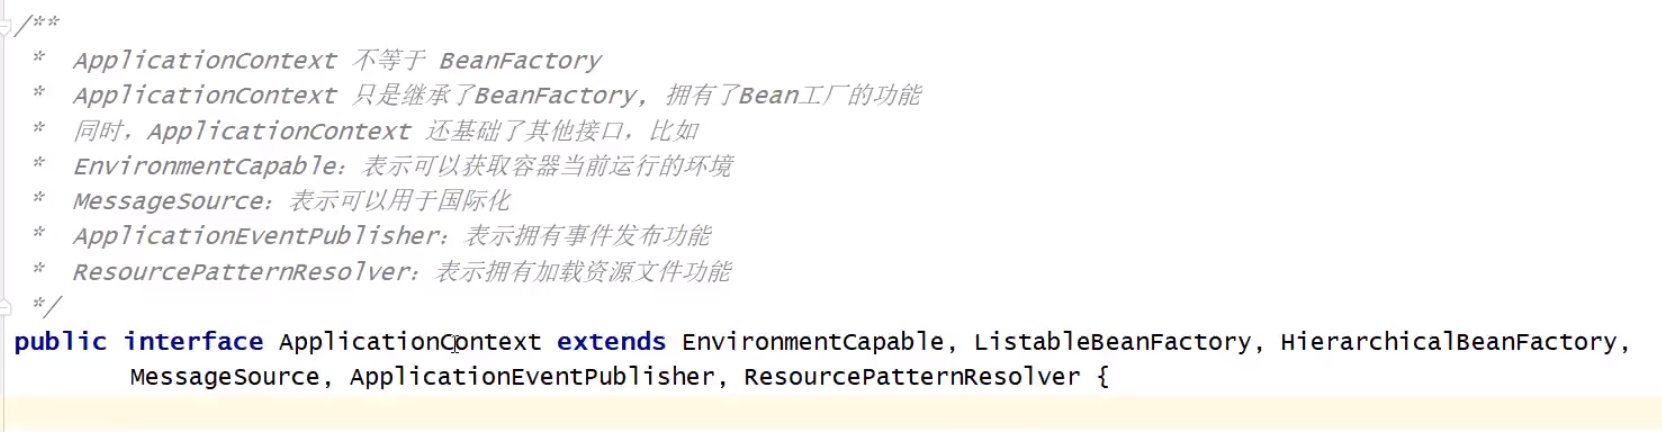 /**
* ApplicationContext 不等于 BeanFactory
* ApplicationContext 只是继承了BeanFactory, 拥有了Bean工厂的功能
* 同时，ApplicationContext 还基础了其他接口，比如
* EnvironmentCapable：表示可以获取容器当前运行的环境
* MessageSource：表示可以用于国际化
* ApplicationEventPublisher：表示拥有事件发布功能
* ResourcePatternResolver：表示拥有加载资源文件功能
*/
public interface ApplicationContext extends EnvironmentCapable, ListableBeanFactory, HierarchicalBeanFactory,
MessageSource, ApplicationEventPublisher, ResourcePatternResolver {